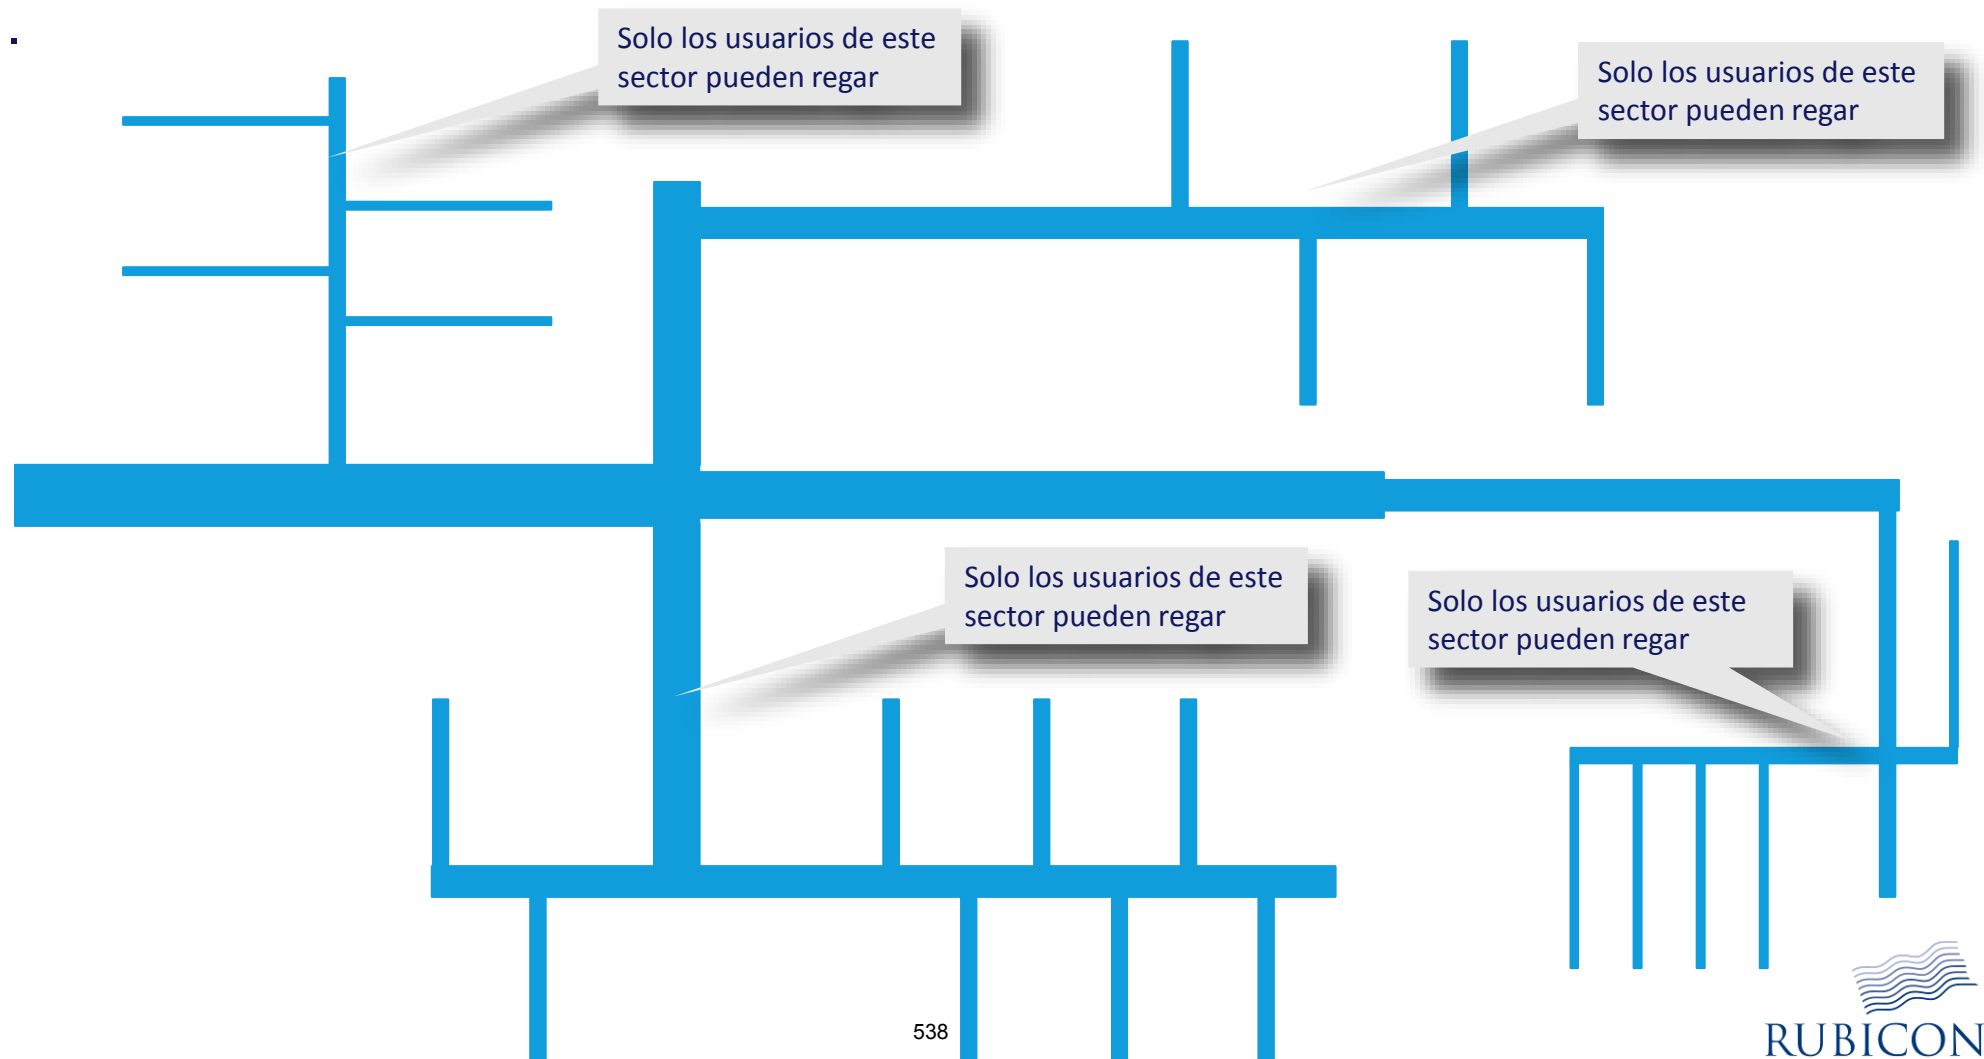 Solo los usuarios de este
sector pueden regar
Solo los usuarios de este
sector pueden regar
Solo los usuarios de este
sector pueden regar
Solo los usuarios de este
sector pueden regar
538
RUBICON